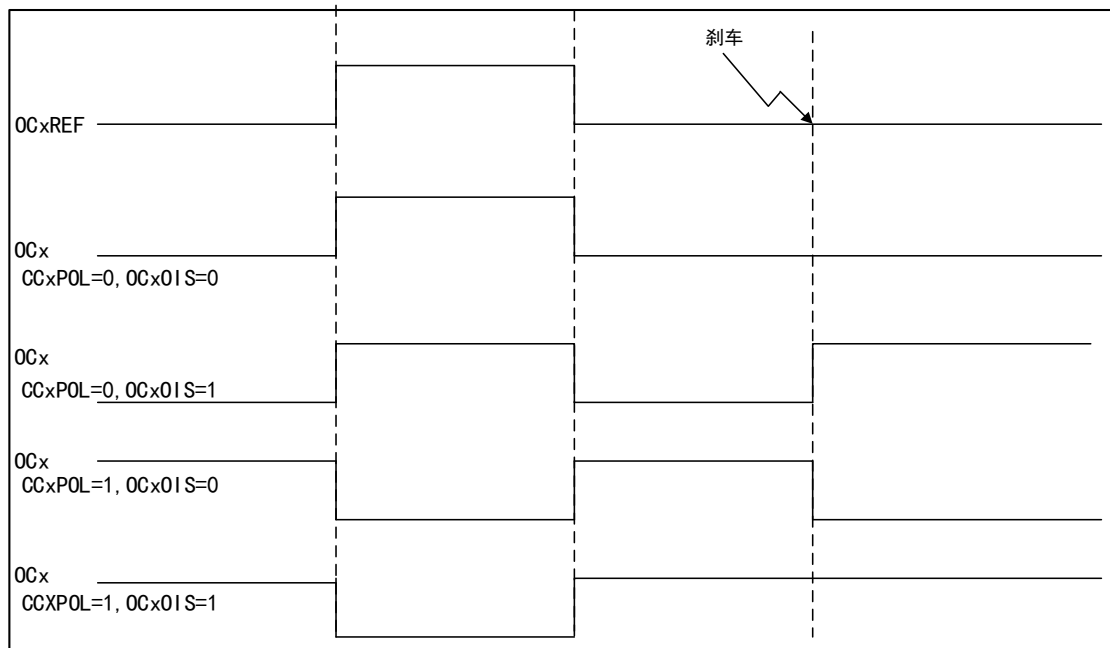 刹车
OCxREF
OCx
CCxPOL=0,OCxOIS=0
OCx
CCxPOL=0,OCxOIS=1
OCx
CCxPOL=1,OCxOIS=0
OCx
CCXPOL=1,OCxOIS=1